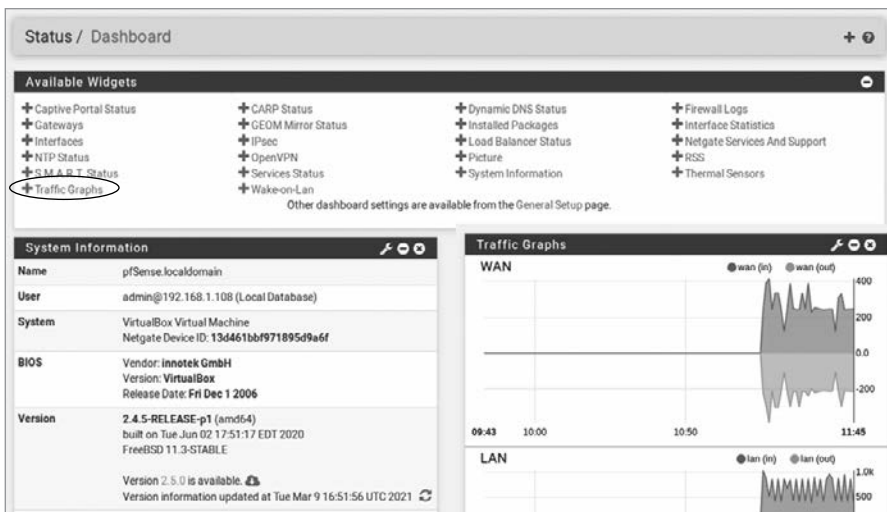 Status / Dashboard
Available Widgets
Captive Portal Status
CARP Status
Dynamic DNS Status
Firewall Logs
Gateways
GEOM Mirror Status
Installed Packages
Interface Statistics
Interfaces
IPsec
Load Balancer Status
Netgate Services And Support
NTP Status
OpenVPN
Picture
RSS
S.M.A.R.T. Status
Services Status
System Information
Thermal Sensors
Traffic Graphs
Wake-on-Lan
Other dashboard settings are available from the General Setup page.
System Information
Name pfSense.localdomain
User admin@192.168.1.108 (Local Database)
System VirtualBox Virtual Machine
Netgate Device ID: 13d461bbf971895d9a6f
BIOS Vendor: innotek GmbH
Version: VirtualBox
Release Date: Fri Dec 1 2006
Version 2.4.5-RELEASE-p1 (amd64)
built on Tue Jun 02 17:51:17 EDT 2020
FreeBSD 11.3-STABLE
Version 2.5.0 is available.
Version information updated at Tue Mar 9 16:51:56 UTC 2021
Traffic Graphs
WAN
wan (in) wan (out)
400
200
0.0
-200
09:43 10:00 10:50 11:45
LAN
lan (in) lan (out)
1.0k
500